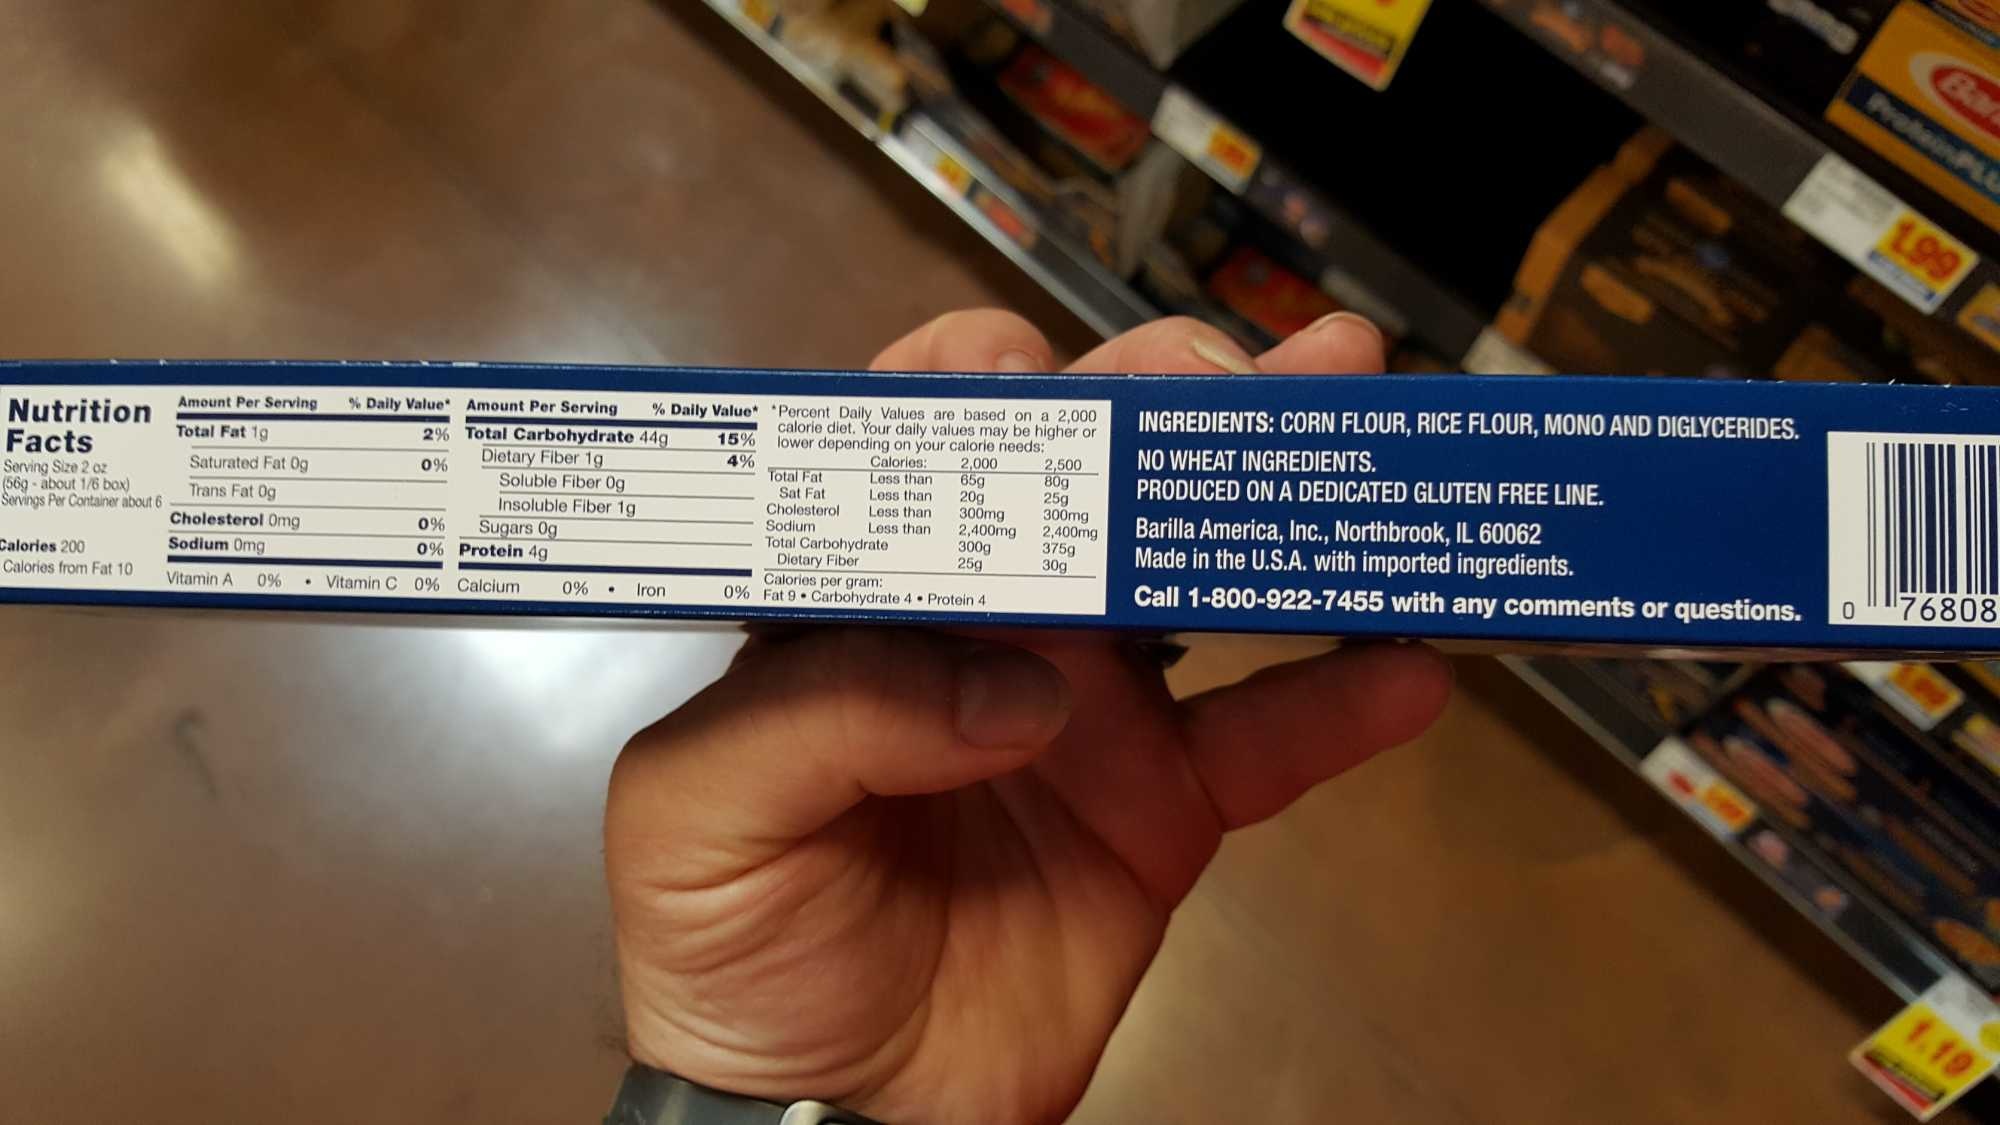 Nutrition
Facts
Serving Size 2 oz
(56g - about 1/6 box)
Servings Per Container about 6
Calories 200
Calories from Fat 10
Amount Per Serving % Daily Value*
Total Fat 1g 2%
Saturated Fat 0g 0%
Trans Fat 0g
Cholesterol 0mg 0%
Sodium 0mg 0%
Amount Per Serving % Daily Value*
Total Carbohydrate 44g 15%
Dietary Fiber 1g 4%
Soluble Fiber 0g
Insoluble Fiber 1g
Sugars 0g
Protein 4g
Vitamin A 0% • Vitamin C 0% Calcium 0% • Iron 0%
*Percent Daily Values are based on a 2,000
calorie diet. Your daily values may be higher or
lower depending on your calorie needs:
Calories: 2,000 2,500
Total Fat Less than 65g 80g
Sat Fat Less than 20g 25g
Cholesterol Less than 300mg 300mg
Sodium Less than 2,400mg 2,400mg
Total Carbohydrate 300g 375g
Dietary Fiber 25g 30g
Calories per gram:
Fat 9 • Carbohydrate 4 • Protein 4
INGREDIENTS: CORN FLOUR, RICE FLOUR, MONO AND DIGLYCERIDES.
NO WHEAT INGREDIENTS.
PRODUCED ON A DEDICATED GLUTEN FREE LINE.
Barilla America, Inc., Northbrook, IL 60062
Made in the U.S.A. with imported ingredients.
Call 1-800-922-7455 with any comments or questions.
0 76808
1.99
1.19